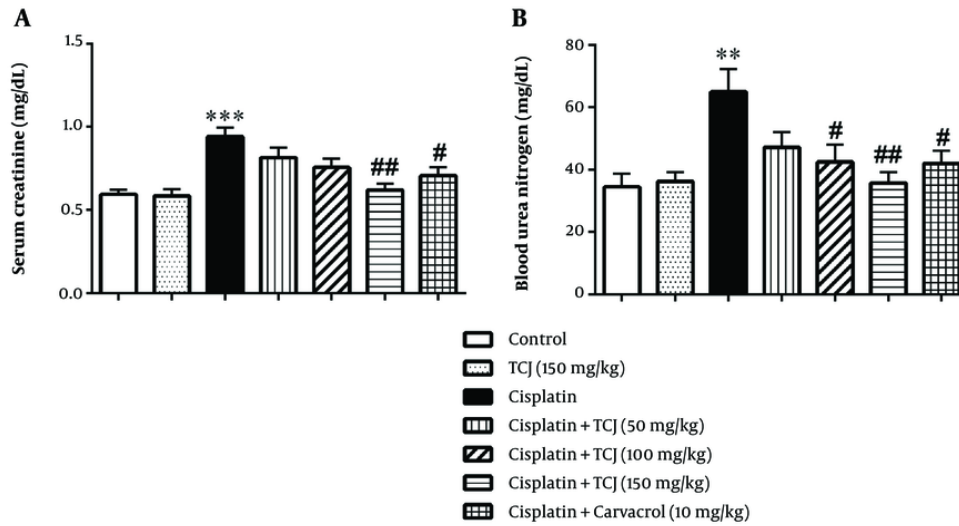 A
Serum creatinine (mg/dL)
1.5
1.0
0.5
0.0
***
##
#
B
Blood urea nitrogen (mg/dL)
80
60
40
20
0
**
#
##
#
Control
TCJ (150 mg/kg)
Cisplatin
Cisplatin + TCJ (50 mg/kg)
Cisplatin + TCJ (100 mg/kg)
Cisplatin + TCJ (150 mg/kg)
Cisplatin + Carvacrol (10 mg/kg)